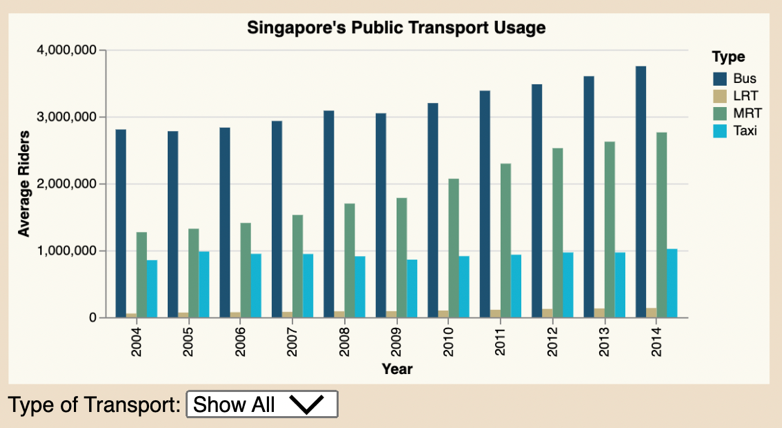 Singapore's Public Transport Usage
4,000,000
3,000,000
2,000,000
1,000,000
0
Average Riders
2004
2005
2006
2007
2008
2009
2010
2011
2012
2013
2014
Year
Type
Bus
LRT
MRT
Taxi
Type of Transport: Show All